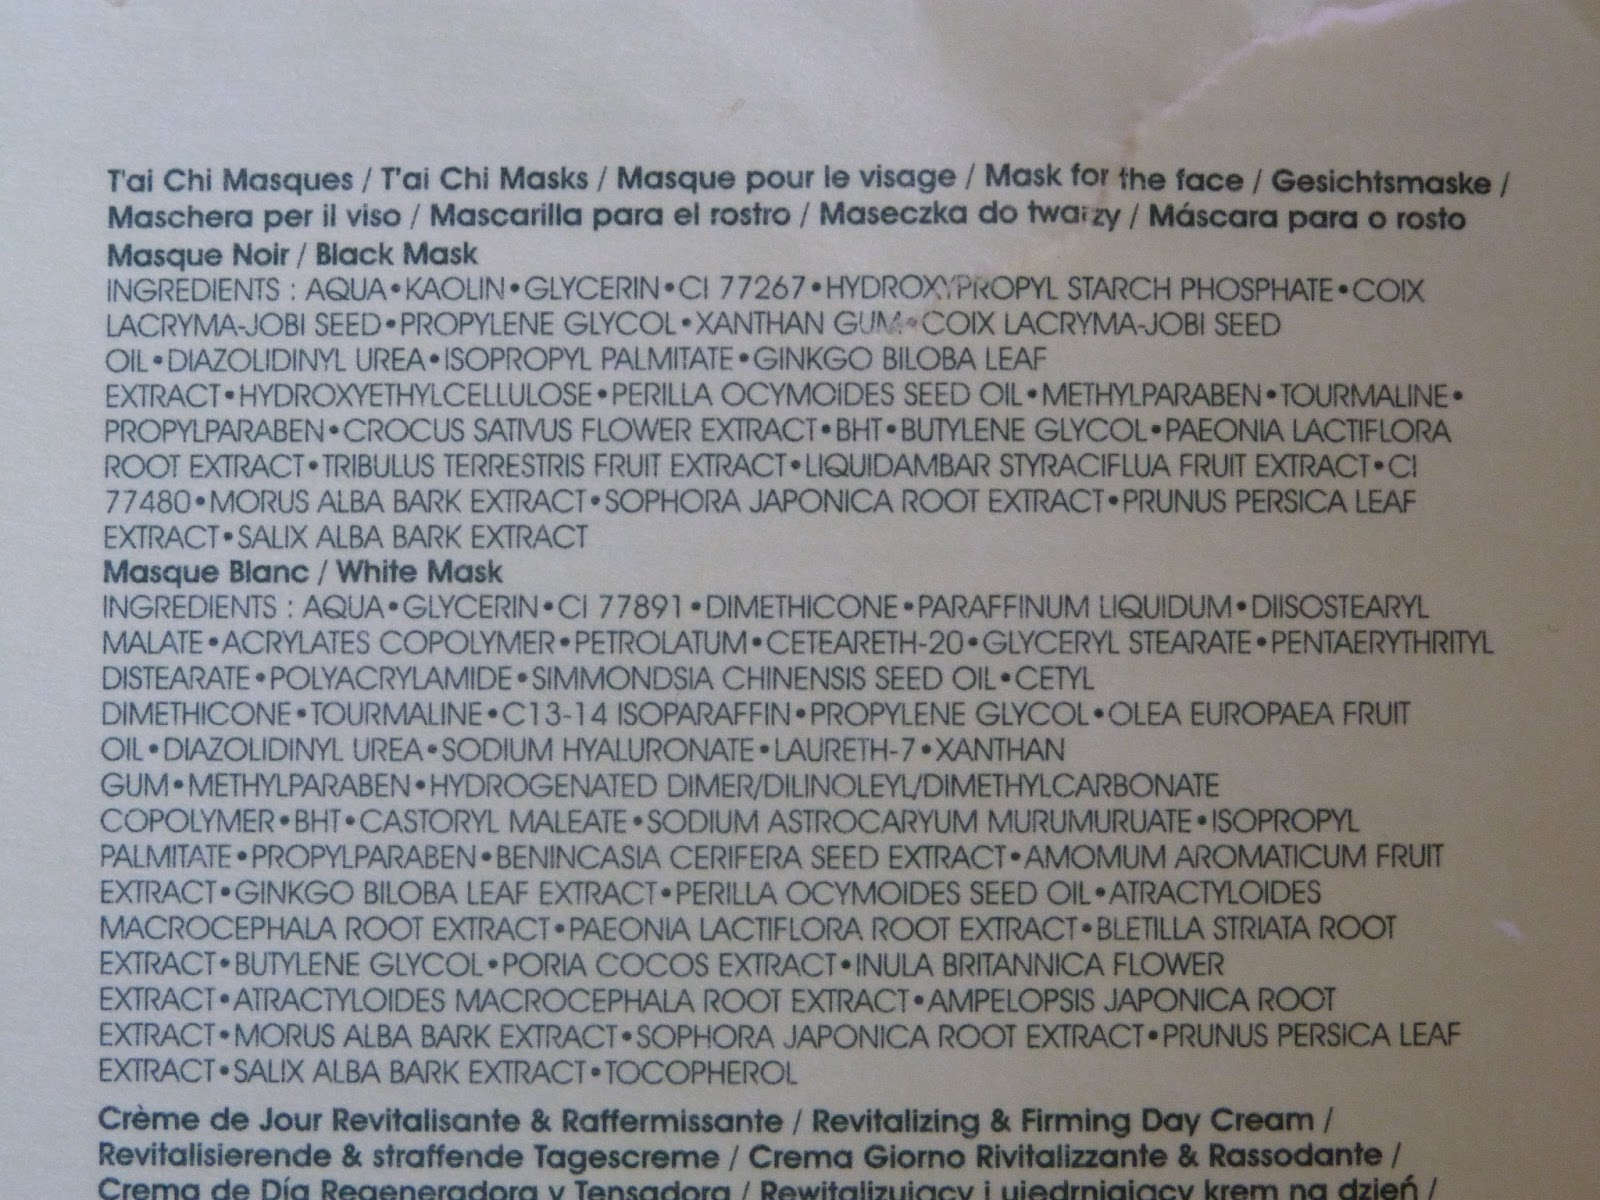 T'ai Chi Masques / T'ai Chi Masks / Masque pour le visage / Mask for the face / Gesichtsmaske /
Maschera per il viso / Mascarilla para el rostro / Maseczka do twarzy / Máscara para o rosto
Masque Noir / Black Mask
INGREDIENTS : AQUA•KAOLIN•GLYCERIN•CI 77267•HYDROXYPROPYL STARCH PHOSPHATE•COIX
LACRYMA-JOBI SEED•PROPYLENE GLYCOL•XANTHAN GUM•COIX LACRYMA-JOBI SEED
OIL•DIAZOLIDINYL UREA•ISOPROPYL PALMITATE•GINKGO BILOBA LEAF
EXTRACT•HYDROXYETHYLCELLULOSE•PERILLA OCYMOIDES SEED OIL•METHYLPARABEN•TOURMALINE•
PROPYLPARABEN•CROCUS SATIVUS FLOWER EXTRACT•BHT•BUTYLENE GLYCOL•PAEONIA LACTIFLORA
ROOT EXTRACT•TRIBULUS TERRESTRIS FRUIT EXTRACT•LIQUIDAMBAR STYRACIFLUA FRUIT EXTRACT•CI
77480•MORUS ALBA BARK EXTRACT•SOPHORA JAPONICA ROOT EXTRACT•PRUNUS PERSICA LEAF
EXTRACT•SALIX ALBA BARK EXTRACT
Masque Blanc / White Mask
INGREDIENTS : AQUA•GLYCERIN•CI 77891•DIMETHICONE•PARAFFINUM LIQUIDUM•DIISOSTEARYL
MALATE•ACRYLATES COPOLYMER•PETROLATUM•CETEARETH-20•GLYCERYL STEARATE•PENTAERYTHRITYL
DISTEARATE•POLYACRYLAMIDE•SIMMONDSIA CHINENSIS SEED OIL•CETYL
DIMETHICONE•TOURMALINE•C13-14 ISOPARAFFIN•PROPYLENE GLYCOL•OLEA EUROPAEA FRUIT
OIL•DIAZOLIDINYL UREA•SODIUM HYALURONATE•LAURETH-7•XANTHAN
GUM•METHYLPARABEN•HYDROGENATED DIMER/DILINOLEYL/DIMETHYLCARBONATE
COPOLYMER•BHT•CASTORYL MALEATE•SODIUM ASTROCARYUM MURUMURUATE•ISOPROPYL
PALMITATE•PROPYLPARABEN•BENINCASIA CERIFERA SEED EXTRACT•AMOMUM AROMATICUM FRUIT
EXTRACT•GINKGO BILOBA LEAF EXTRACT•PERILLA OCYMOIDES SEED OIL•ATRACTYLOIDES
MACROCEPHALA ROOT EXTRACT•PAEONIA LACTIFLORA ROOT EXTRACT•BLETILLA STRIATA ROOT
EXTRACT•BUTYLENE GLYCOL•PORIA COCOS EXTRACT•INULA BRITANNICA FLOWER
EXTRACT•ATRACTYLOIDES MACROCEPHALA ROOT EXTRACT•AMPELOPSIS JAPONICA ROOT
EXTRACT•MORUS ALBA BARK EXTRACT•SOPHORA JAPONICA ROOT EXTRACT•PRUNUS PERSICA LEAF
EXTRACT•SALIX ALBA BARK EXTRACT•TOCOPHEROL
Crème de Jour Revitalisante & Raffermissante / Revitalizing & Firming Day Cream /
Revitalisierende & straffende Tagescreme / Crema Giorno Rivitalizzante & Rassodante /
Crema de Día Regeneradora y Tensadora / Rewitalizujący i ujędrniający krem na dzień /